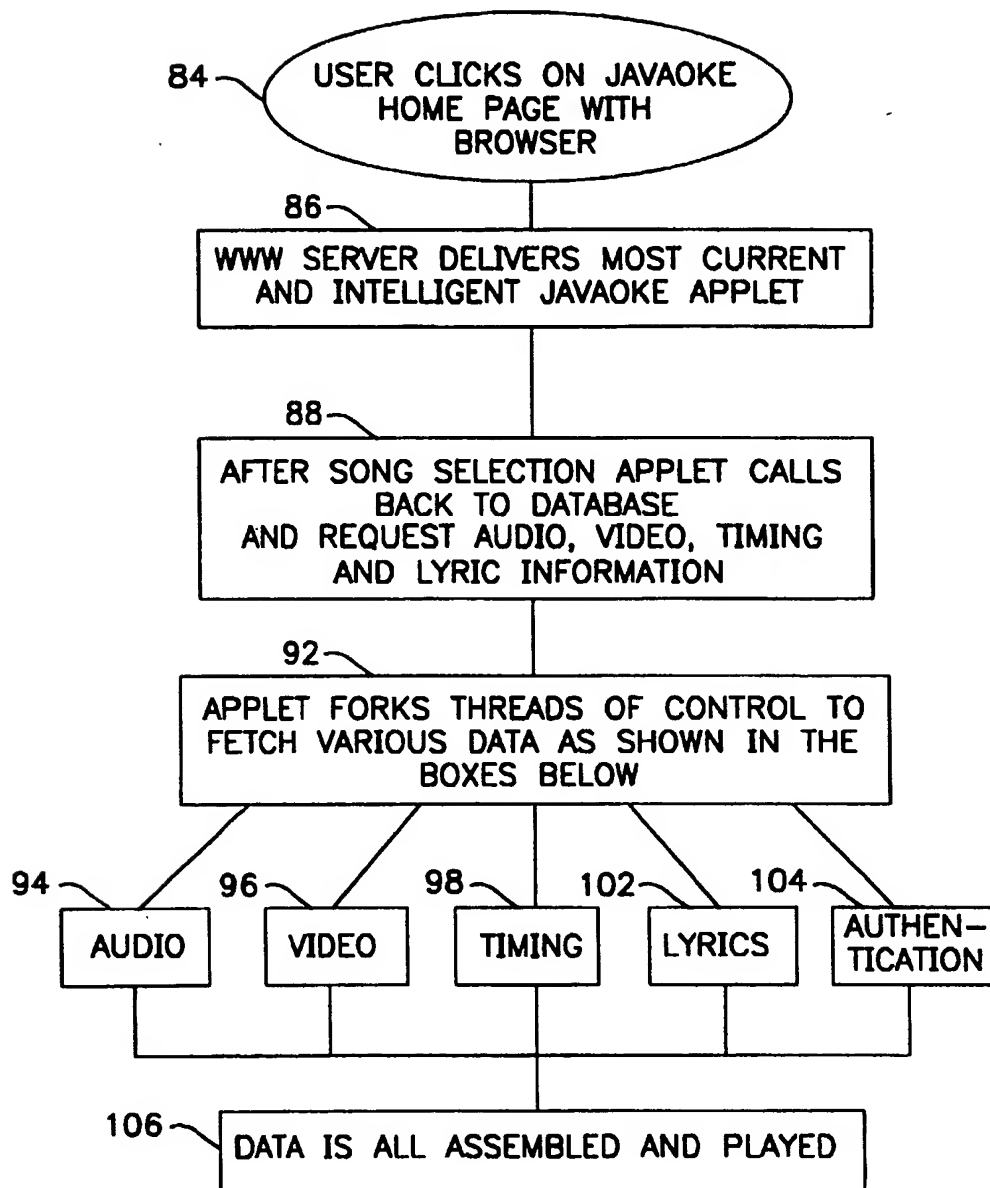 84
USER CLICKS ON JAVAOKE
HOME PAGE WITH
BROWSER
86
WWW SERVER DELIVERS MOST CURRENT
AND INTELLIGENT JAVAOKE APPLET
88
AFTER SONG SELECTION APPLET CALLS
BACK TO DATABASE
AND REQUEST AUDIO, VIDEO, TIMING
AND LYRIC INFORMATION
92
APPLET FORKS THREADS OF CONTROL TO
FETCH VARIOUS DATA AS SHOWN IN THE
BOXES BELOW
94
AUDIO
96
VIDEO
98
TIMING
102
LYRICS
104
AUTHEN-
TICATION
106
DATA IS ALL ASSEMBLED AND PLAYED